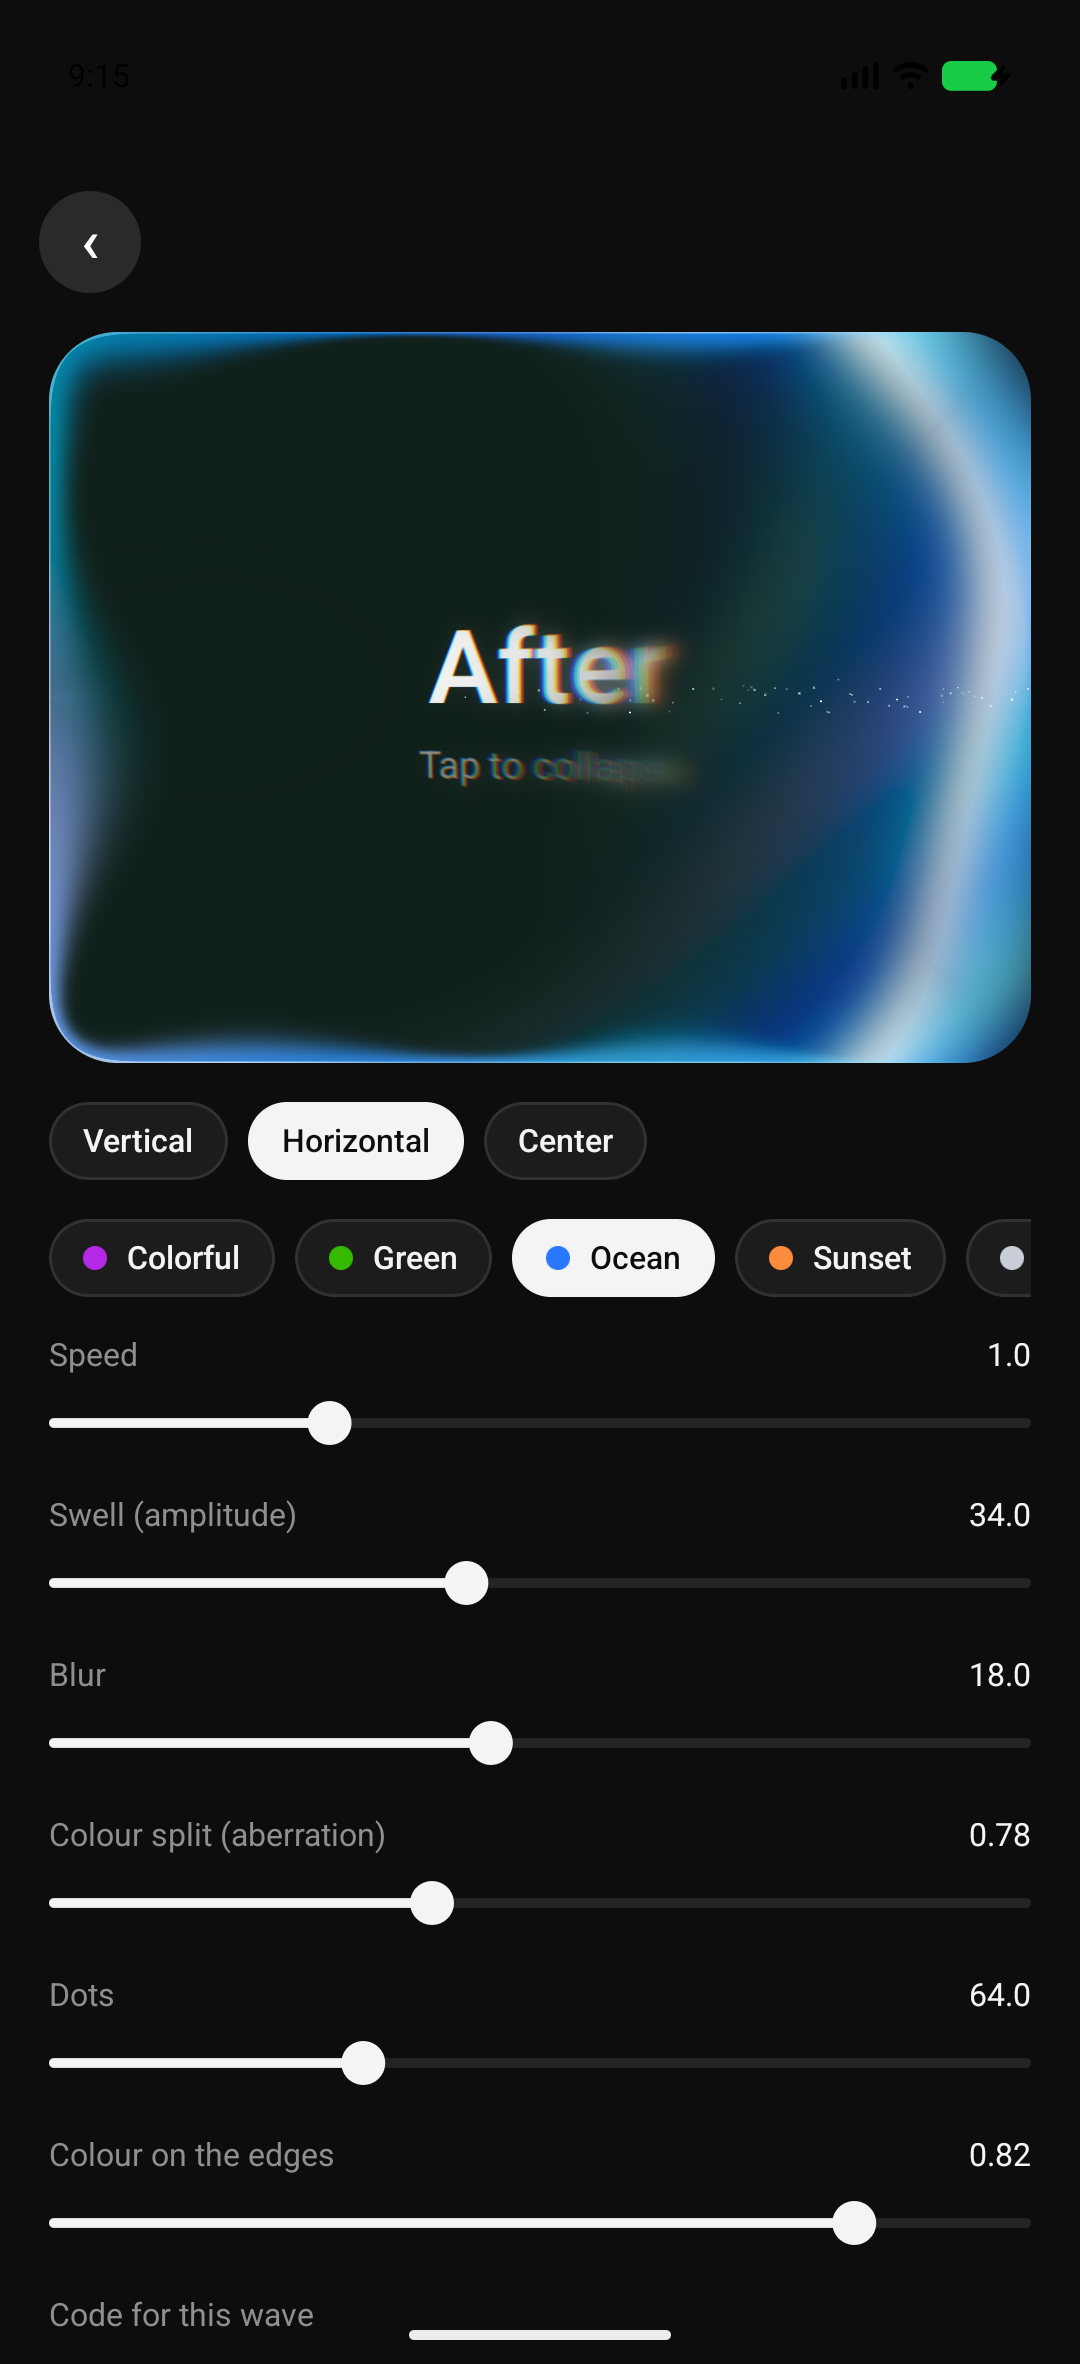 9:15
After
Tap to collapse
Vertical
Horizontal
Center
Colorful
Green
Ocean
Sunset
Speed
1.0
Swell (amplitude)
34.0
Blur
18.0
Colour split (aberration)
0.78
Dots
64.0
Colour on the edges
0.82
Code for this wave